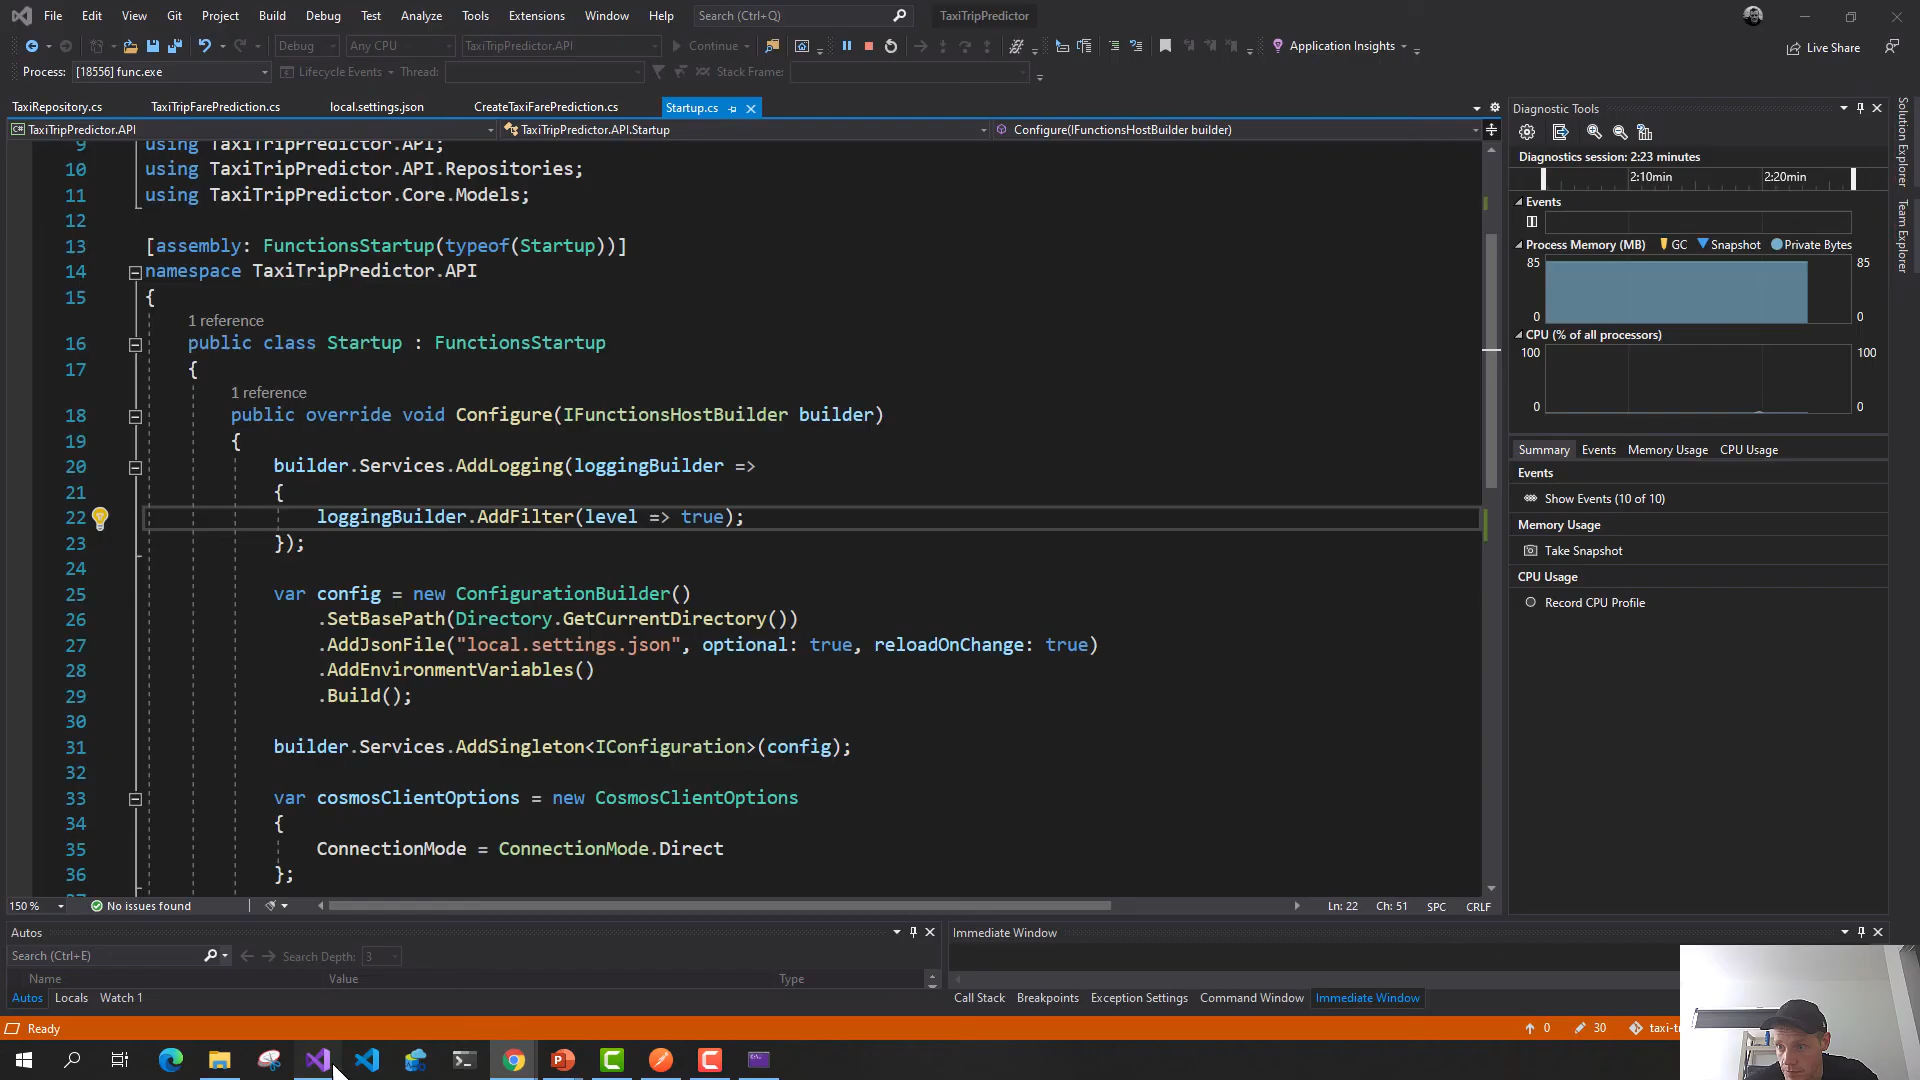 File Edit View Git Project Build Debug Test Analyze Tools Extensions Window Help Search (Ctrl+Q) TaxiTripPredictor
Debug Any CPU TaxiTripPredictor.API Continue Application Insights Live Share
Process: [18556] func.exe Lifecycle Events Thread: Stack Frame:
TaxiRepository.cs TaxiTripFarePrediction.cs local.settings.json CreateTaxiFarePrediction.cs Startup.cs
TaxiTripPredictor.API TaxiTripPredictor.API.Startup Configure(IFunctionsHostBuilder builder)
9 using TaxiTripPredictor.API;
10 using TaxiTripPredictor.API.Repositories;
11 using TaxiTripPredictor.Core.Models;
12
13 [assembly: FunctionsStartup(typeof(Startup))]
14 namespace TaxiTripPredictor.API
15 {
1 reference
16 public class Startup : FunctionsStartup
17 {
1 reference
18 public override void Configure(IFunctionsHostBuilder builder)
19 {
20 builder.Services.AddLogging(loggingBuilder =>
21 {
22 loggingBuilder.AddFilter(level => true);
23 });
24
25 var config = new ConfigurationBuilder()
26 .SetBasePath(Directory.GetCurrentDirectory())
27 .AddJsonFile("local.settings.json", optional: true, reloadOnChange: true)
28 .AddEnvironmentVariables()
29 .Build();
30
31 builder.Services.AddSingleton<IConfiguration>(config);
32
33 var cosmosClientOptions = new CosmosClientOptions
34 {
35 ConnectionMode = ConnectionMode.Direct
36 };
150 % No issues found Ln: 22 Ch: 51 SPC CRLF
Diagnostic Tools
Diagnostics session: 2:23 minutes
2:10min 2:20min
Events
Process Memory (MB) GC Snapshot Private Bytes
85 85
0 0
CPU (% of all processors)
100 100
0 0
Summary Events Memory Usage CPU Usage
Events
Show Events (10 of 10)
Memory Usage
Take Snapshot
CPU Usage
Record CPU Profile
Solution Explorer
Team Explorer
Autos
Search (Ctrl+E) Search Depth: 3
Name Value Type
Autos Locals Watch 1
Immediate Window
Call Stack Breakpoints Exception Settings Command Window Immediate Window
Ready 0 30